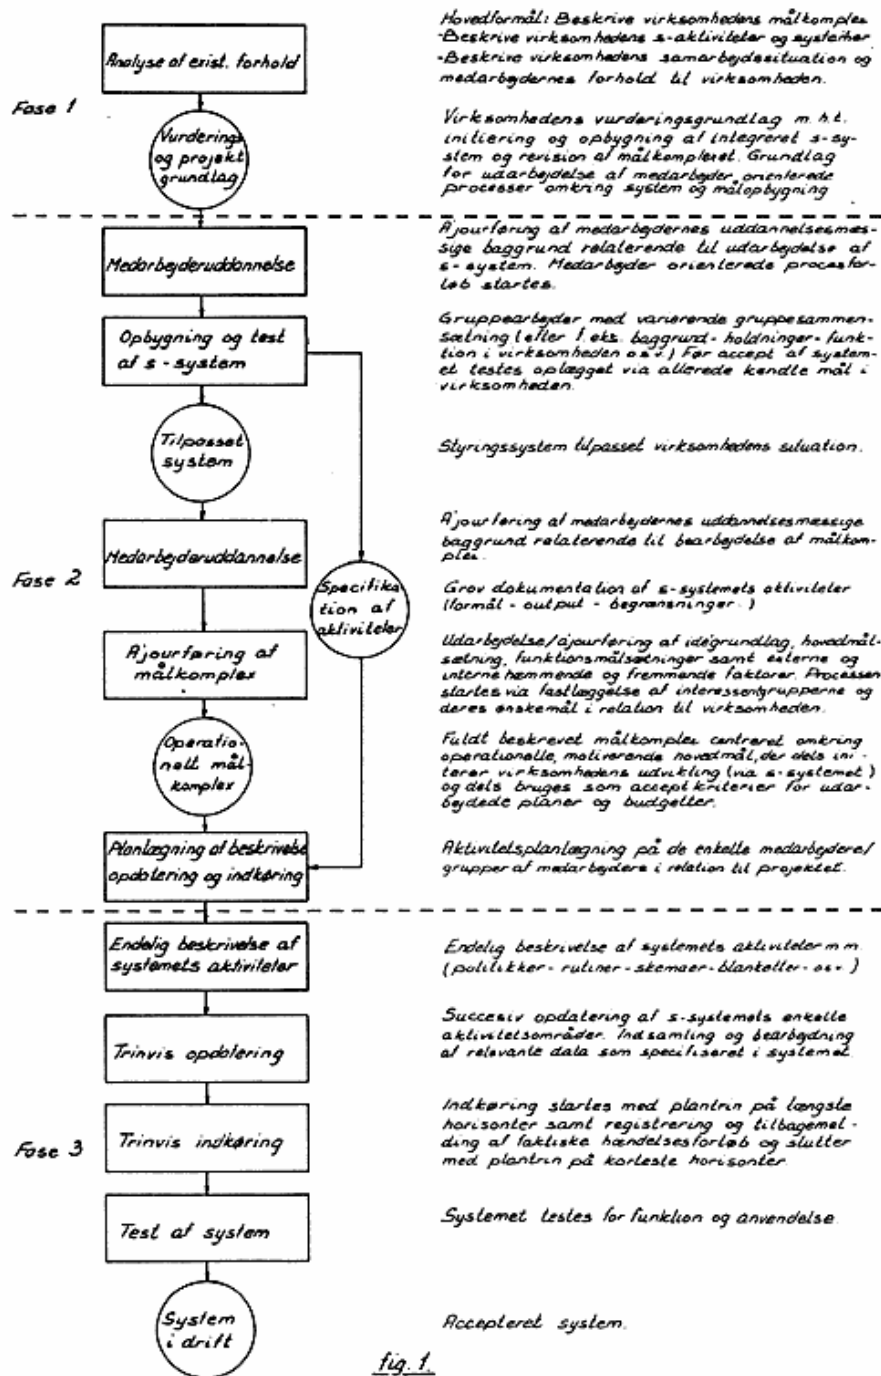 Analyse af exist. forhold
Hovedformål: Beskrive virksomhedens målkomplex
-Beskrive virksomhedens s-aktiviteter og systemer
-Beskrive virksomhedens samarbejdssituation og
medarbejdernes forhold til virksomheden.
Fase 1
Vurderings
og projekt
grundlag
Virksomhedens vurderingsgrundlag m.h.t.
initiering og opbygning af integreret s-sy-
stem og revision af målkomplexet. Grundlag
for udarbejdelse af medarbejder orienterede
processer omkring system og målopbygning
Medarbejderuddannelse
Ajourføring af medarbejdernes uddannelsesmæs-
sige baggrund relaterende til udarbejdelse af
s-system. Medarbejder orienterede procesfor-
løb startes.
Opbygning og test
af s-system
Gruppearbejder med varierende gruppesammen-
sætning (efter f.eks. baggrund-holdninger-funk-
tion i virksomheden o s v.) Før accept af system-
et testes oplægget via allerede kendte mål i
virksomheden.
Tilpasset
system
Styringssystem tilpasset virksomhedens situation.
Fase 2
Medarbejderuddannelse
Ajourføring af medarbejdernes uddannelsesmæssige
baggrund relaterende til bearbejdelse af målkom-
plex.
Specifika-
tion af
aktiviteter
Grov dokumentation af s-systemets aktiviteter
(formål - output - begrænsninger.)
Ajourføring af
målkomplex
Udarbejdelse/ajourføring af idegrundlag, hovedmål-
sætning, funktionsmålsætninger samt externe og
interne hæmmende og fremmende faktorer. Processen
startes via fastlæggelse af interessentgrupperne og
deres ønskemål i relation til virksomheden.
Operatio-
nelt mål-
komplex
Fuldt beskrevet målkomplex centreret omkring
operationelle, motiverende hovedmål, der dels ini-
tierer virksomhedens udvikling (via s-systemet)
og dels bruges som acceptkriterier for udar-
bejdede planer og budgetter.
Planlægning af beskrivelse
opdatering og indkøring
Aktivitetsplanlægning på de enkelte medarbejdere/
grupper af medarbejdere i relation til projektet.
Endelig beskrivelse af
systemets aktiviteter
Endelig beskrivelse af systemets aktiviteter m m.
(politikker- rutiner-skemaer-blanketter- osv.)
Trinvis opdatering
Succesiv opdatering af s-systemets enkelte
aktivitetsområder. Indsamling og bearbejdning
af relevante data som specificeret i systemet.
Fase 3
Trinvis indkøring
Indkøring startes med plantrin på længste
horisonter samt registrering og tilbagemel-
ding af faktiske hændelsesforløb og slutter
med plantrin på korteste horisonter.
Test af system
Systemet testes for funktion og anvendelse.
System
i drift
Accepteret system.
fig. 1.